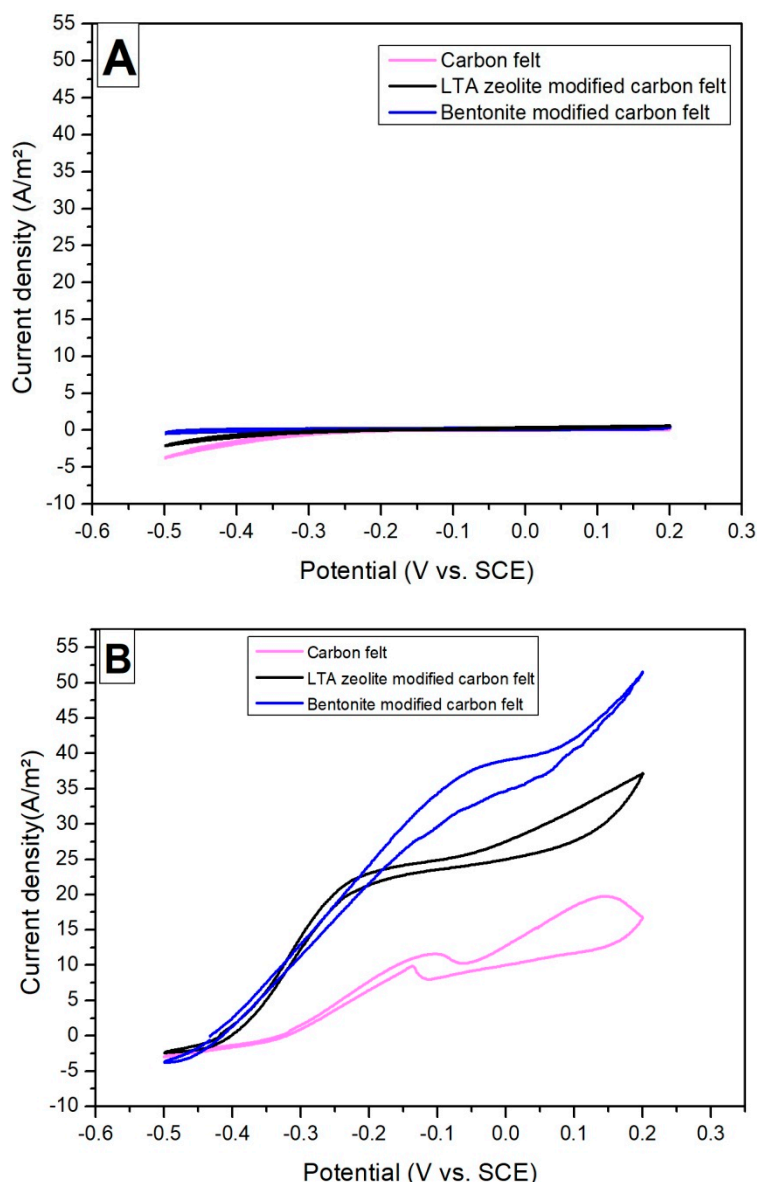 A
Carbon felt
LTA zeolite modified carbon felt
Bentonite modified carbon felt
Current density (A/m²)
55
50
45
40
35
30
25
20
15
10
5
0
-5
-10
-0.6 -0.5 -0.4 -0.3 -0.2 -0.1 0.0 0.1 0.2 0.3
Potential (V vs. SCE)
B
Carbon felt
LTA zeolite modified carbon felt
Bentonite modified carbon felt
Current density(A/m²)
55
50
45
40
35
30
25
20
15
10
5
0
-5
-10
-0.6 -0.5 -0.4 -0.3 -0.2 -0.1 0.0 0.1 0.2 0.3
Potential (V vs. SCE)